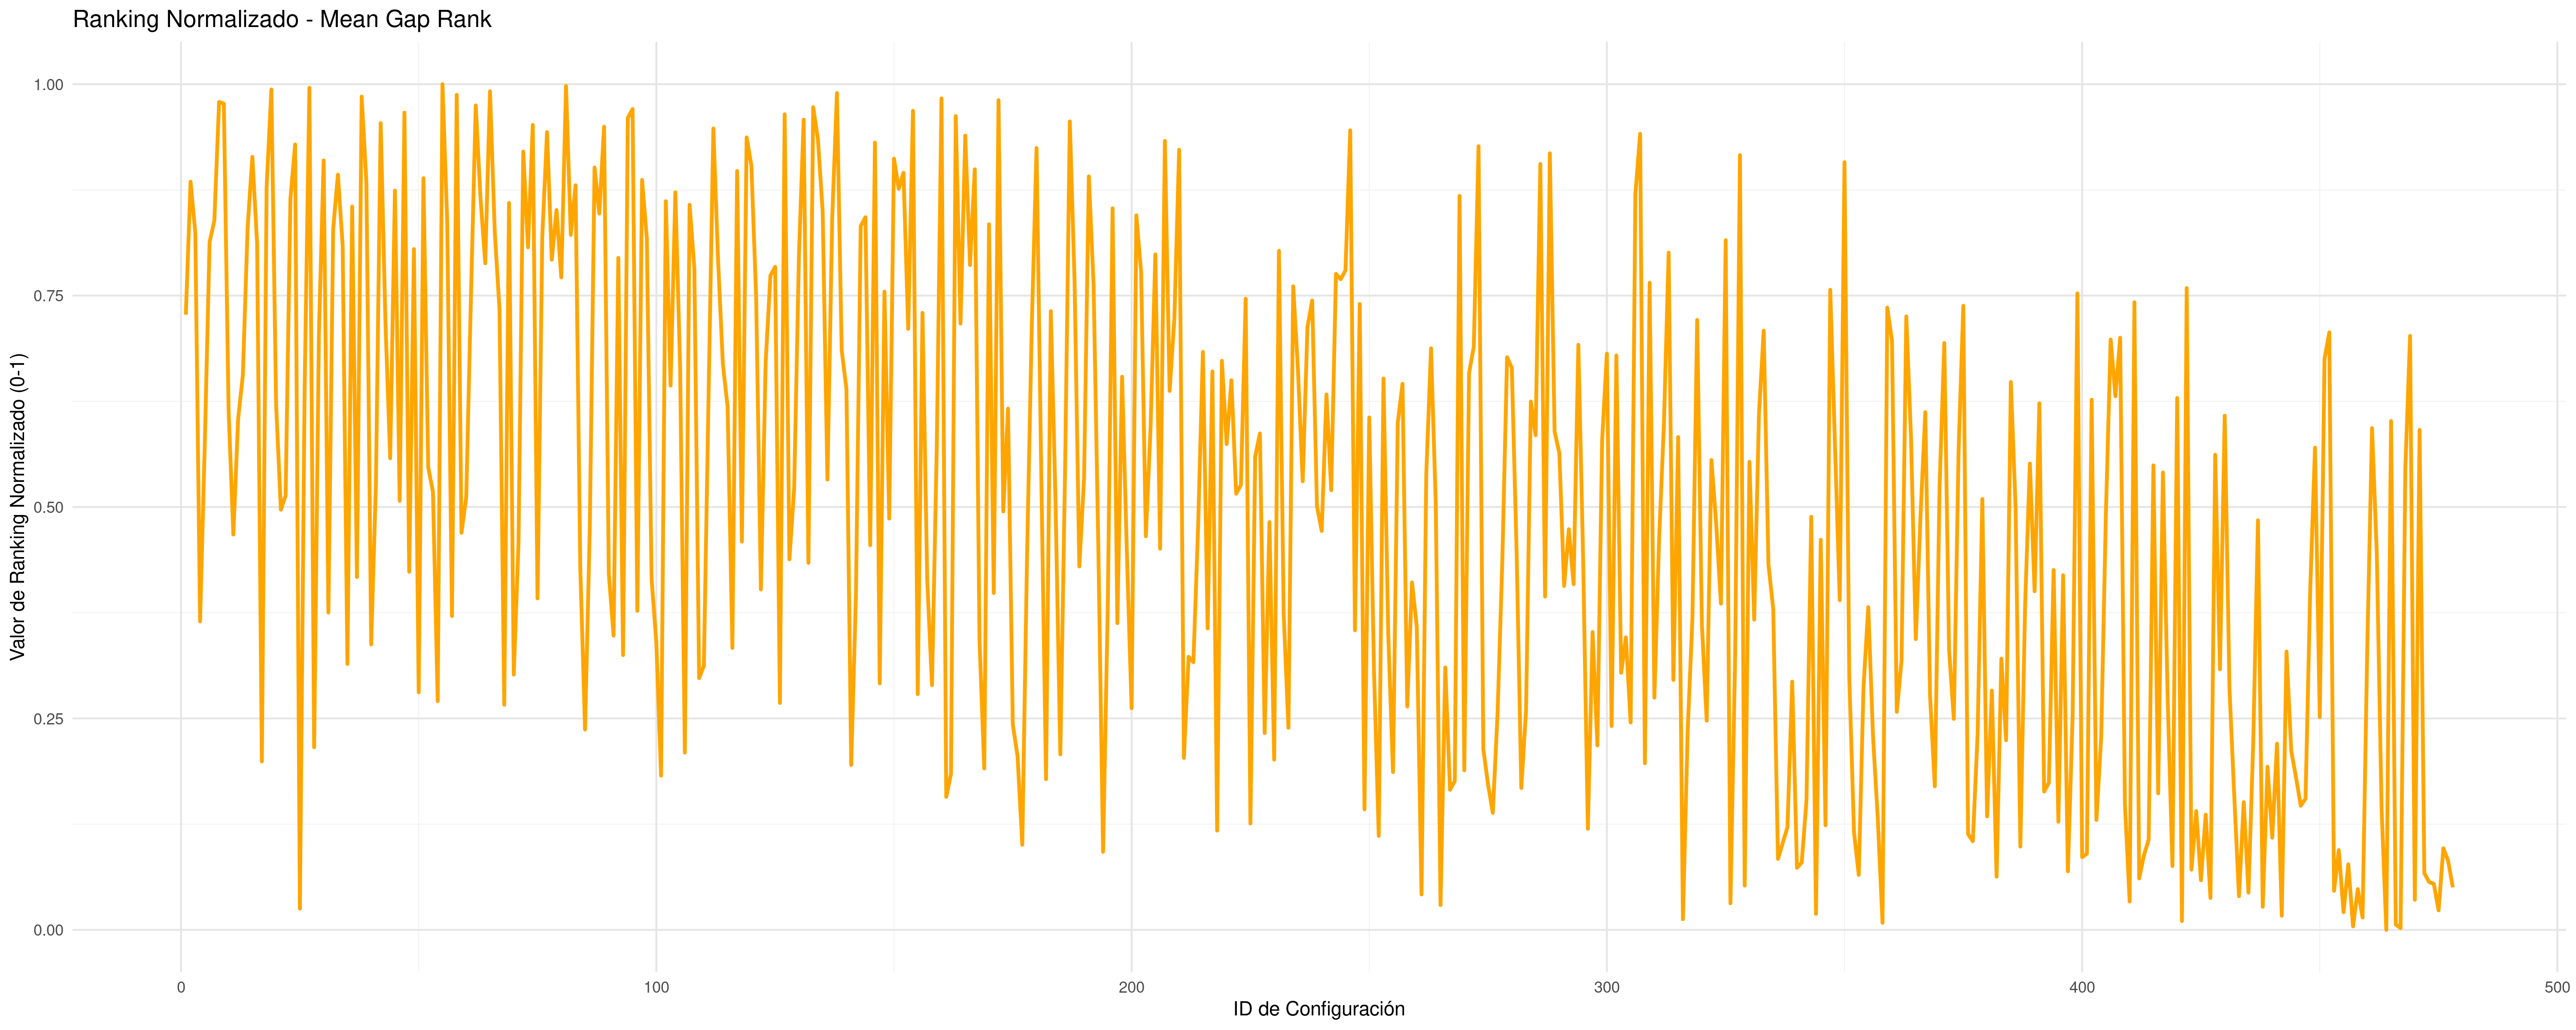 Ranking Normalizado - Mean Gap Rank
Valor de Ranking Normalizado (0-1)
1.00
0.75
0.50
0.25
0.00
0 100 200 300 400 500
ID de Configuración